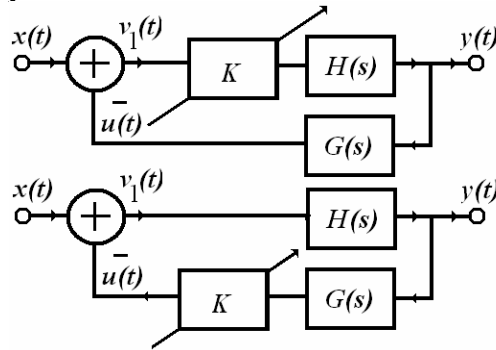 x(t) v₁(t) K H(s) y(t)
+
− u(t) G(s)
x(t) v₁(t) H(s) y(t)
+
− u(t) K G(s)